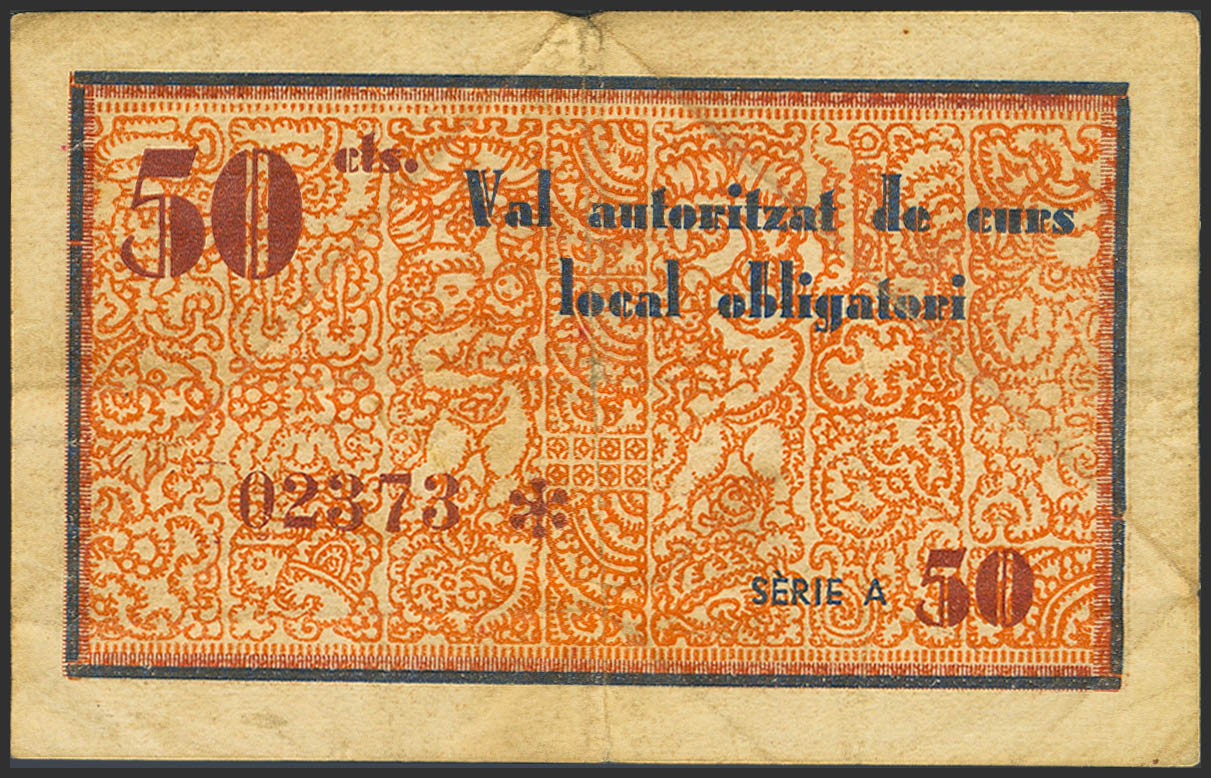 50 cts.
Val autoritzat de curs
local obligatori
02373 *
SÈRIE A 50